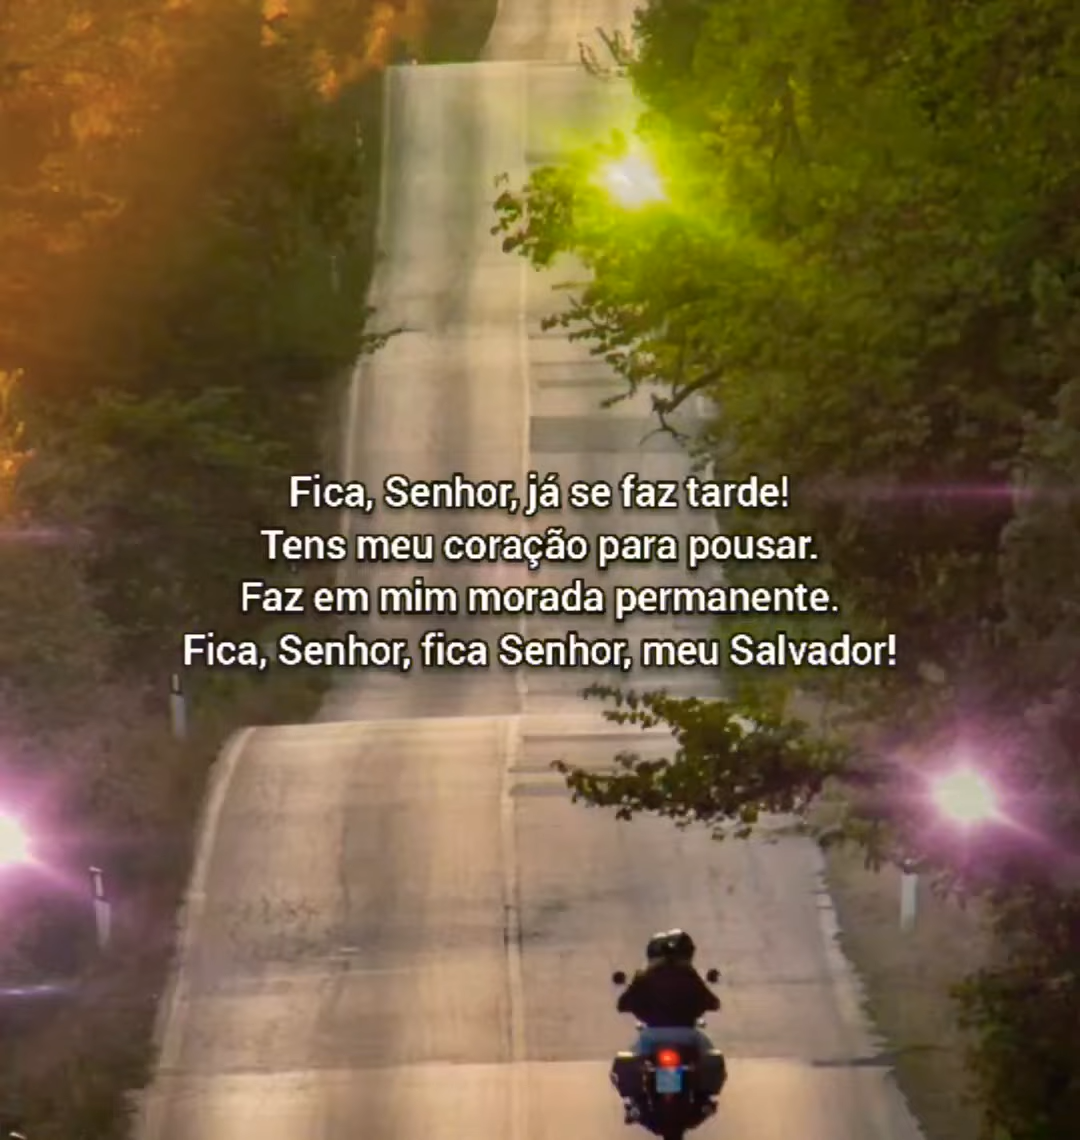 Fica, Senhor, já se faz tarde!
Tens meu coração para pousar.
Faz em mim morada permanente.
Fica, Senhor, fica Senhor, meu Salvador!